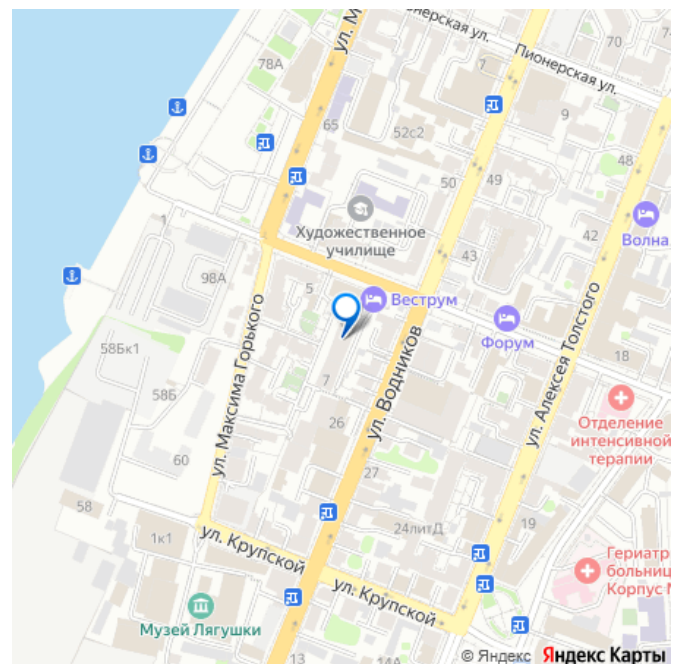 ул. М
78А
Пионерская ул.
ерская ул.
70
7
65
52с2
9
48
50
49
Художественное
училище
1
42
Волна
43
98А
5
Веструм
Форум
ул. Максима Горького
ул. Водников
ул. Алексея Толстого
58Бк1
18
58Б
7
Отделение
интенсивной
терапии
26
60
27
58
24литД
19
1к1
ул. Крупской
Гериатр
больниц
Корпус №
ул. Крупской
Музей Лягушки
13
14А
© Яндекс Яндекс Карты